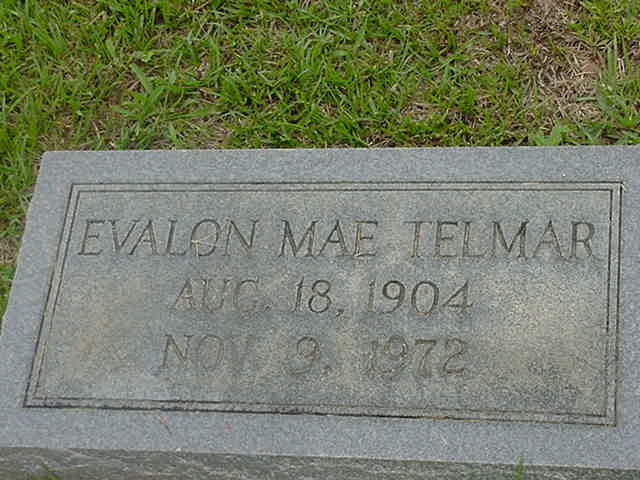 EVALON MAE TELMAR
AUG. 18, 1904
NOV. 9, 1972